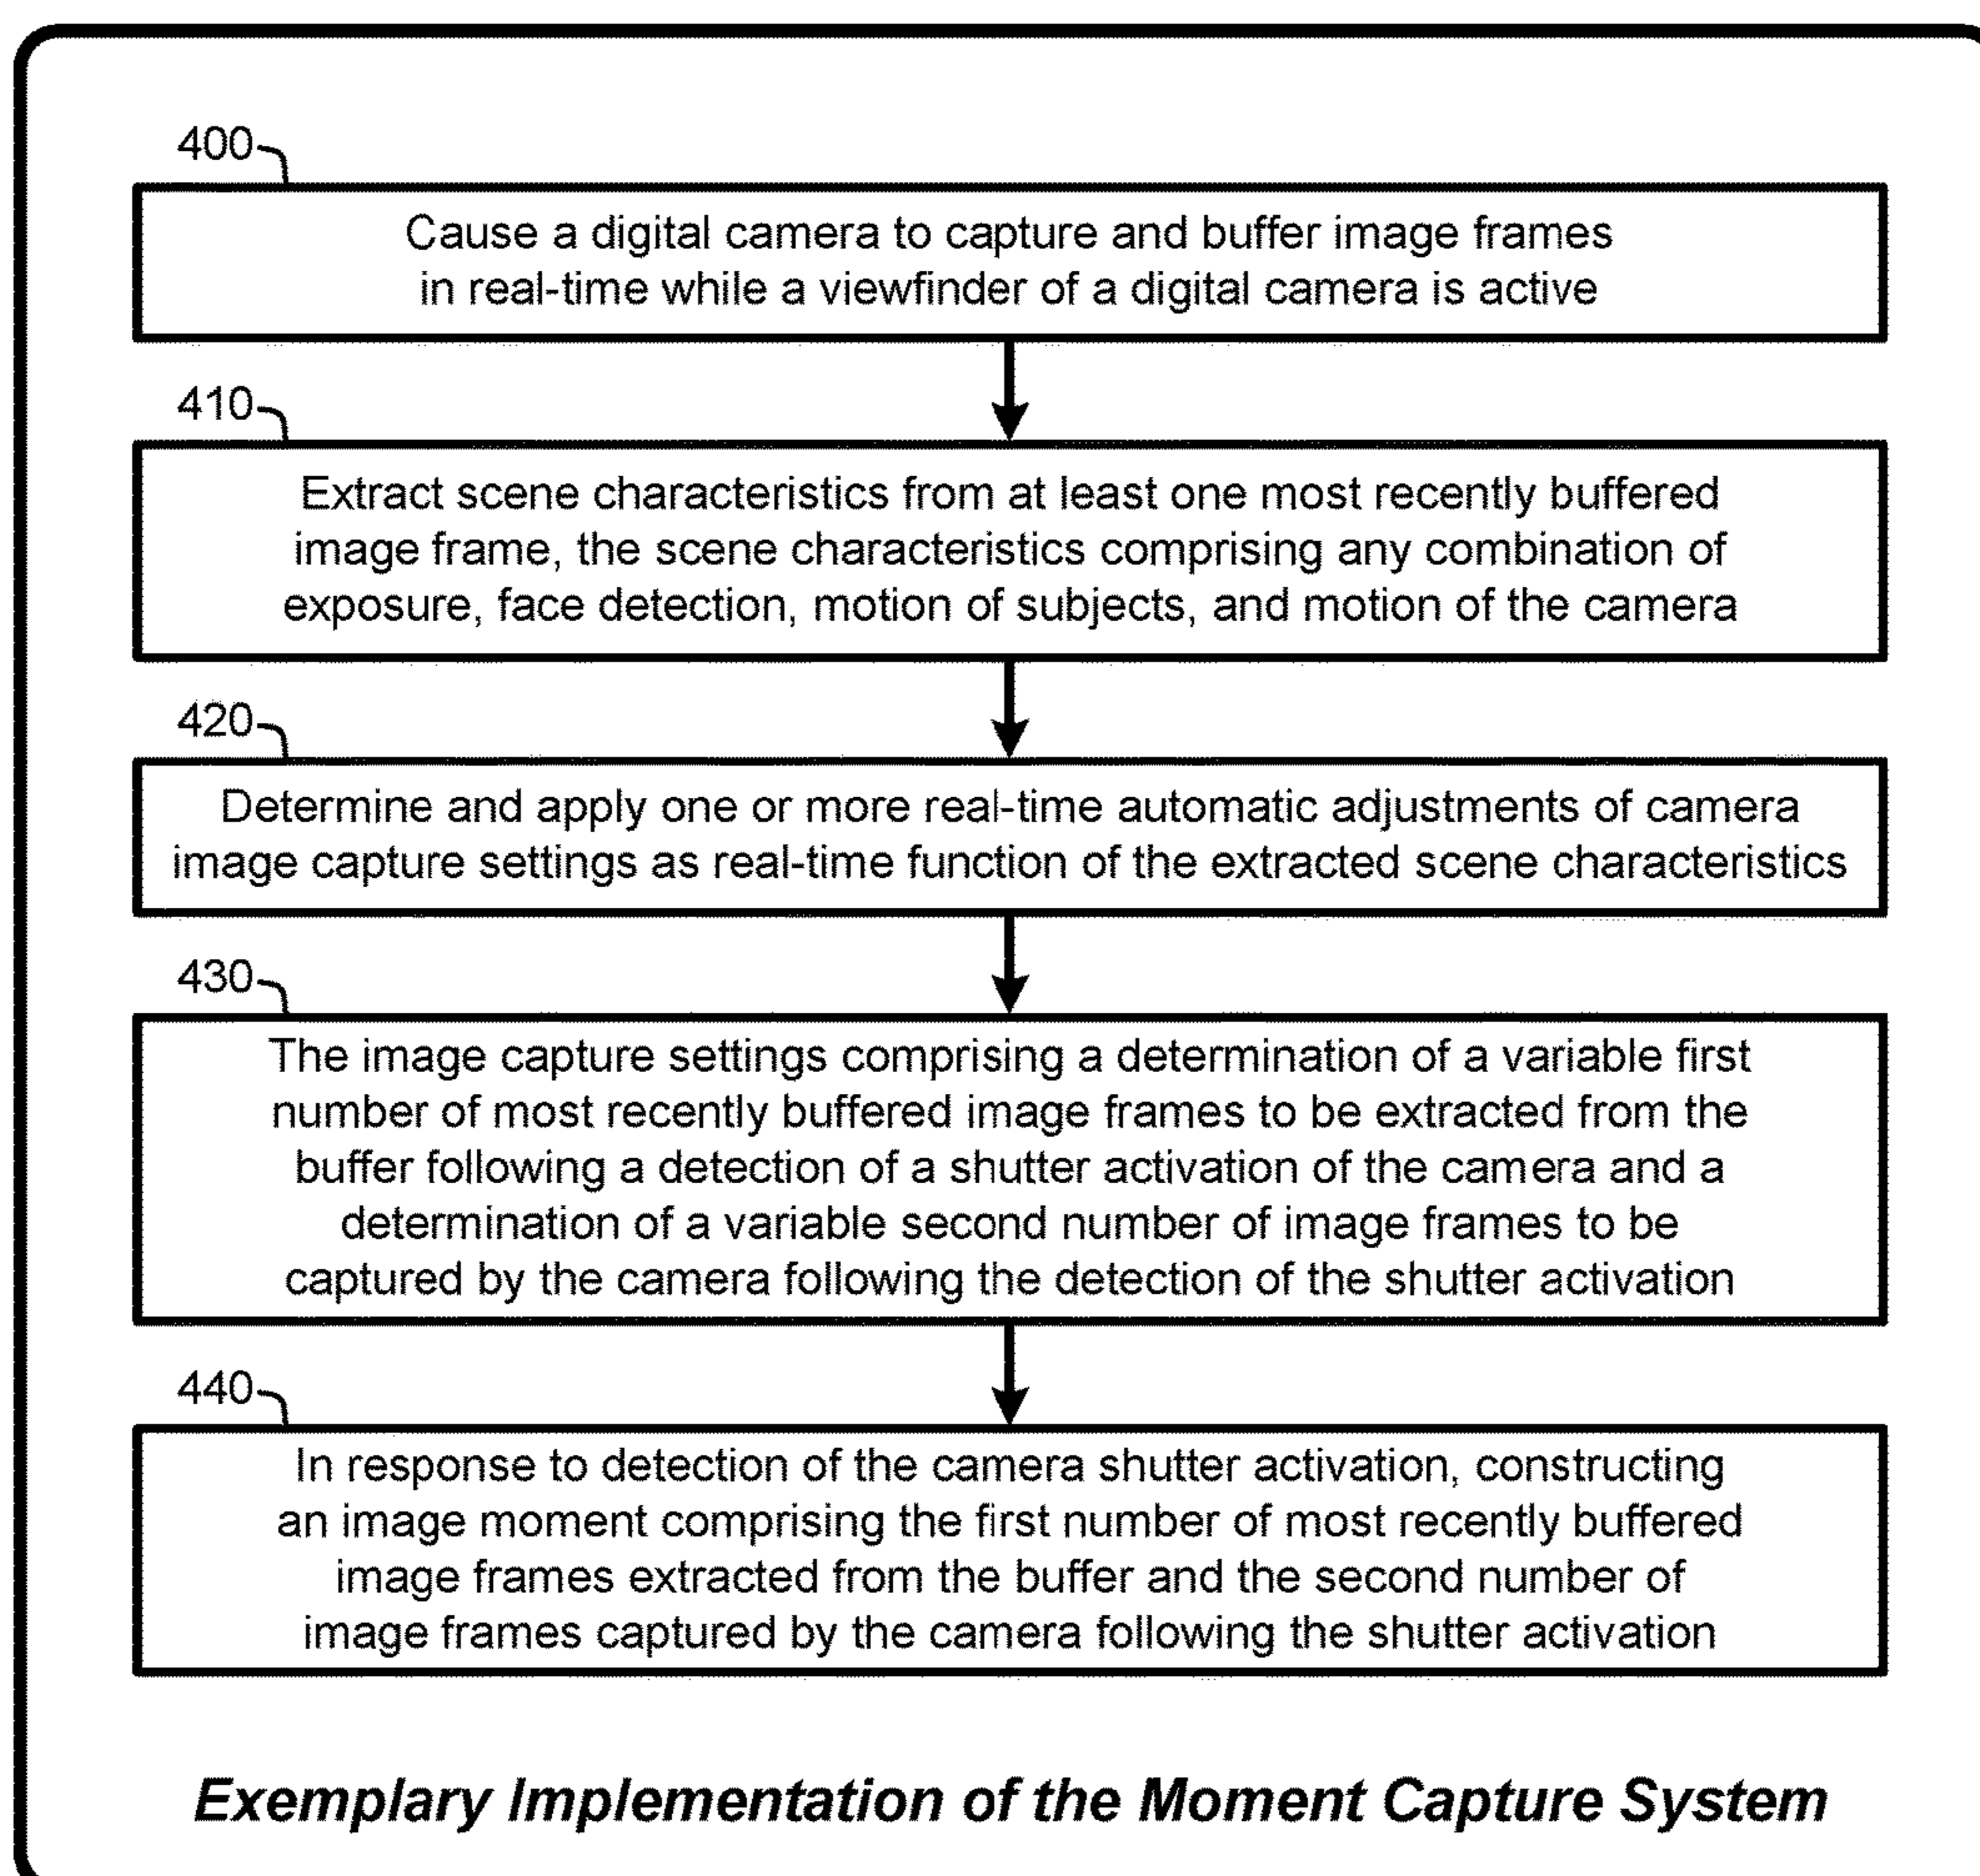 400
Cause a digital camera to capture and buffer image frames
in real-time while a viewfinder of a digital camera is active
410
Extract scene characteristics from at least one most recently buffered
image frame, the scene characteristics comprising any combination of
exposure, face detection, motion of subjects, and motion of the camera
420
Determine and apply one or more real-time automatic adjustments of camera
image capture settings as real-time function of the extracted scene characteristics
430
The image capture settings comprising a determination of a variable first
number of most recently buffered image frames to be extracted from the
buffer following a detection of a shutter activation of the camera and a
determination of a variable second number of image frames to be
captured by the camera following the detection of the shutter activation
440
In response to detection of the camera shutter activation, constructing
an image moment comprising the first number of most recently buffered
image frames extracted from the buffer and the second number of
image frames captured by the camera following the shutter activation
Exemplary Implementation of the Moment Capture System